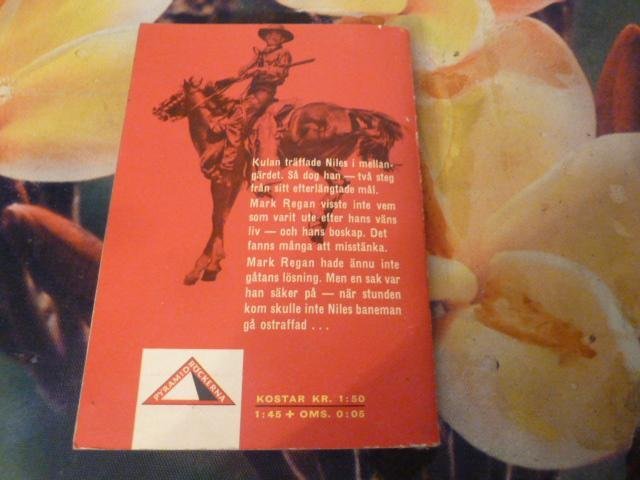 Kulan träffade Niles i mellan-
gärdet. Så dog han — två steg
från sitt efterlängtade mål.
Mark Regan visste inte vem
som varit ute efter hans väns
liv — och hans boskap. Det
fanns många att misstänka.
Mark Regan hade ännu inte
gåtans lösning. Men en sak var
han säker på — när stunden
kom skulle inte Niles baneman
gå ostraffad ...
PYRAMIDBÖCKERNA
KOSTAR KR. 1:50
1:45 + OMS. 0:05